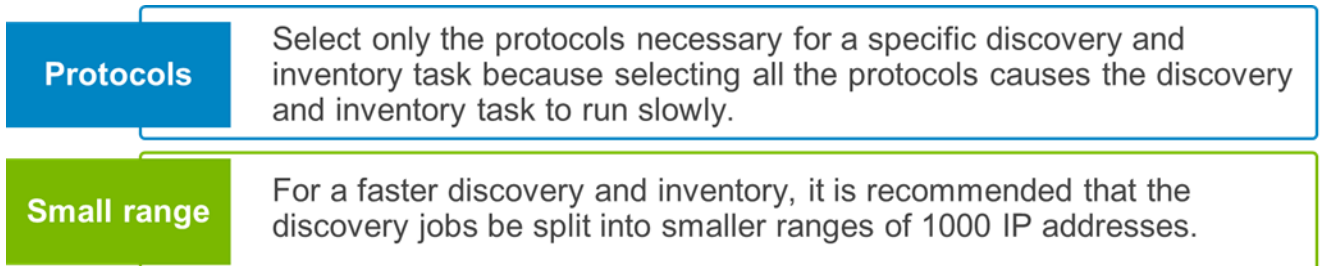 Protocols
Select only the protocols necessary for a specific discovery and
inventory task because selecting all the protocols causes the discovery
and inventory task to run slowly.
Small range
For a faster discovery and inventory, it is recommended that the
discovery jobs be split into smaller ranges of 1000 IP addresses.